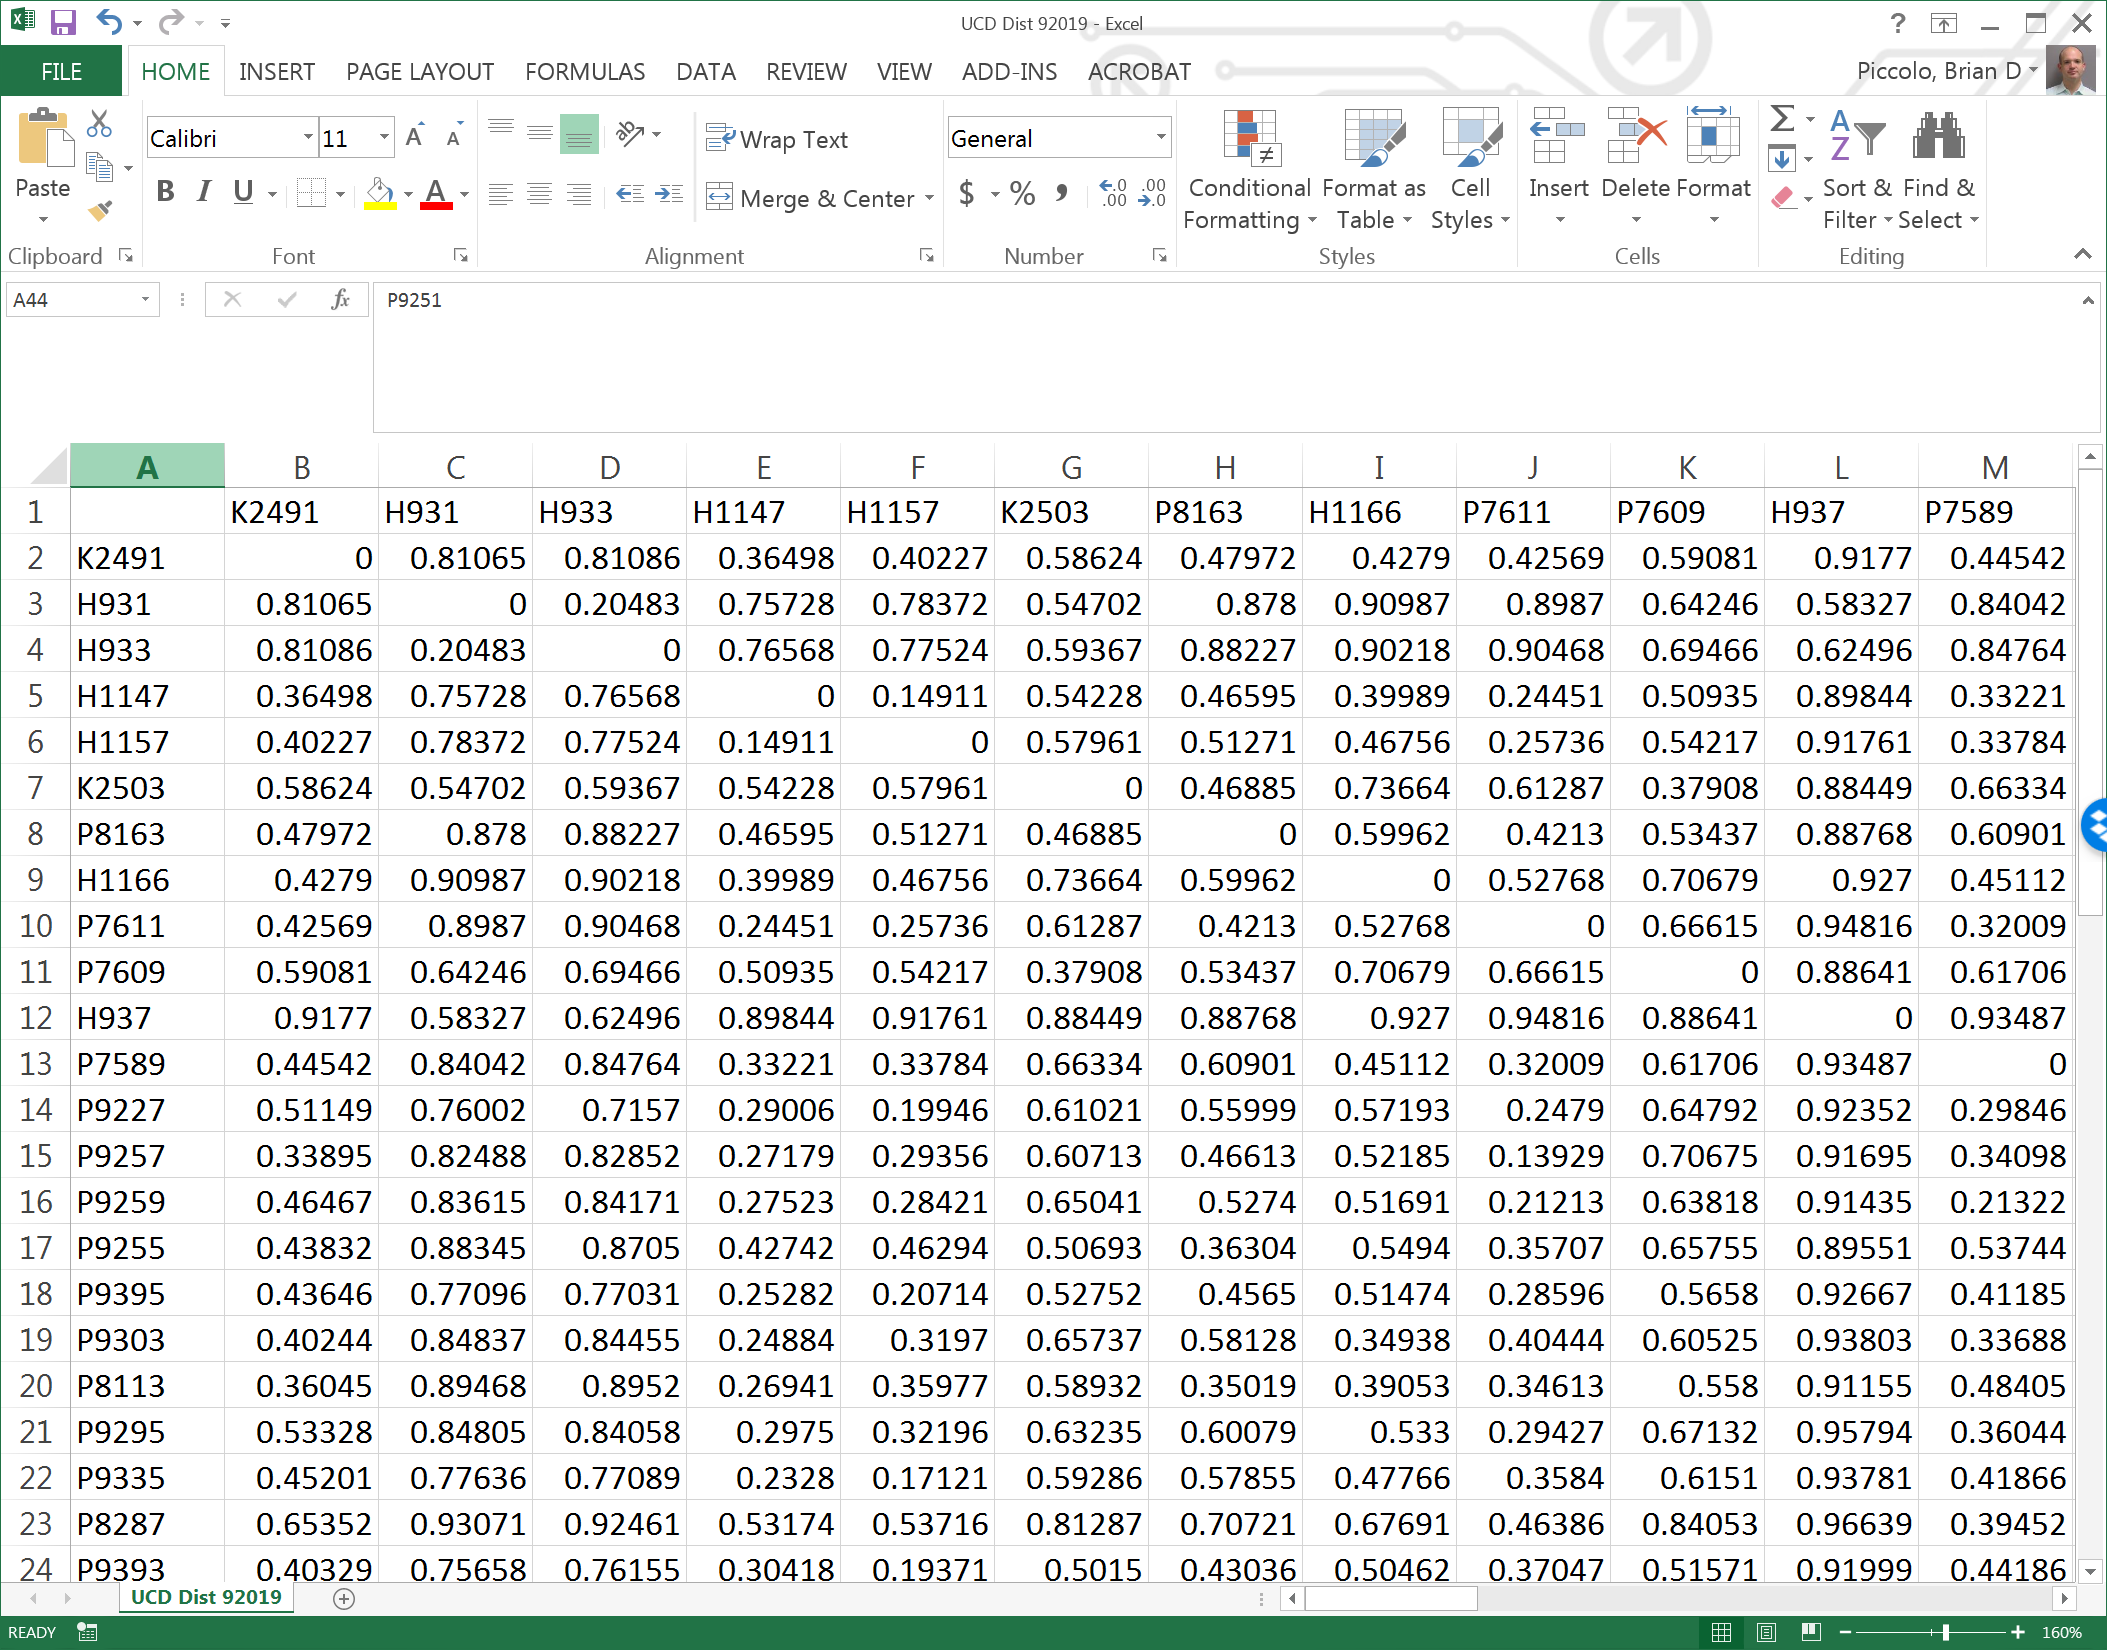 UCD Dist 92019 - Excel
FILE HOME INSERT PAGE LAYOUT FORMULAS DATA REVIEW VIEW ADD-INS ACROBAT Piccolo, Brian D
Calibri 11 Wrap Text General
Paste Merge & Center $ % Conditional Formatting Format as Table Cell Styles Insert Delete Format Sort & Filter Find & Select
Clipboard Font Alignment Number Styles Cells Editing
A44 fx P9251
A B C D E F G H I J K L M
1 K2491 H931 H933 H1147 H1157 K2503 P8163 H1166 P7611 P7609 H937 P7589
2 K2491 0 0.81065 0.81086 0.36498 0.40227 0.58624 0.47972 0.4279 0.42569 0.59081 0.9177 0.44542
3 H931 0.81065 0 0.20483 0.75728 0.78372 0.54702 0.878 0.90987 0.8987 0.64246 0.58327 0.84042
4 H933 0.81086 0.20483 0 0.76568 0.77524 0.59367 0.88227 0.90218 0.90468 0.69466 0.62496 0.84764
5 H1147 0.36498 0.75728 0.76568 0 0.14911 0.54228 0.46595 0.39989 0.24451 0.50935 0.89844 0.33221
6 H1157 0.40227 0.78372 0.77524 0.14911 0 0.57961 0.51271 0.46756 0.25736 0.54217 0.91761 0.33784
7 K2503 0.58624 0.54702 0.59367 0.54228 0.57961 0 0.46885 0.73664 0.61287 0.37908 0.88449 0.66334
8 P8163 0.47972 0.878 0.88227 0.46595 0.51271 0.46885 0 0.59962 0.4213 0.53437 0.88768 0.60901
9 H1166 0.4279 0.90987 0.90218 0.39989 0.46756 0.73664 0.59962 0 0.52768 0.70679 0.927 0.45112
10 P7611 0.42569 0.8987 0.90468 0.24451 0.25736 0.61287 0.4213 0.52768 0 0.66615 0.94816 0.32009
11 P7609 0.59081 0.64246 0.69466 0.50935 0.54217 0.37908 0.53437 0.70679 0.66615 0 0.88641 0.61706
12 H937 0.9177 0.58327 0.62496 0.89844 0.91761 0.88449 0.88768 0.927 0.94816 0.88641 0 0.93487
13 P7589 0.44542 0.84042 0.84764 0.33221 0.33784 0.66334 0.60901 0.45112 0.32009 0.61706 0.93487 0
14 P9227 0.51149 0.76002 0.7157 0.29006 0.19946 0.61021 0.55999 0.57193 0.2479 0.64792 0.92352 0.29846
15 P9257 0.33895 0.82488 0.82852 0.27179 0.29356 0.60713 0.46613 0.52185 0.13929 0.70675 0.91695 0.34098
16 P9259 0.46467 0.83615 0.84171 0.27523 0.28421 0.65041 0.5274 0.51691 0.21213 0.63818 0.91435 0.21322
17 P9255 0.43832 0.88345 0.8705 0.42742 0.46294 0.50693 0.36304 0.5494 0.35707 0.65755 0.89551 0.53744
18 P9395 0.43646 0.77096 0.77031 0.25282 0.20714 0.52752 0.4565 0.51474 0.28596 0.5658 0.92667 0.41185
19 P9303 0.40244 0.84837 0.84455 0.24884 0.3197 0.65737 0.58128 0.34938 0.40444 0.60525 0.93803 0.33688
20 P8113 0.36045 0.89468 0.8952 0.26941 0.35977 0.58932 0.35019 0.39053 0.34613 0.558 0.91155 0.48405
21 P9295 0.53328 0.84805 0.84058 0.2975 0.32196 0.63235 0.60079 0.533 0.29427 0.67132 0.95794 0.36044
22 P9335 0.45201 0.77636 0.77089 0.2328 0.17121 0.59286 0.57855 0.47766 0.3584 0.6151 0.93781 0.41866
23 P8287 0.65352 0.93071 0.92461 0.53174 0.53716 0.81287 0.70721 0.67691 0.46386 0.84053 0.96639 0.39452
24 P9393 0.40329 0.75658 0.76155 0.30418 0.19371 0.5015 0.43036 0.50462 0.37047 0.51571 0.91999 0.44186
UCD Dist 92019
READY 160%